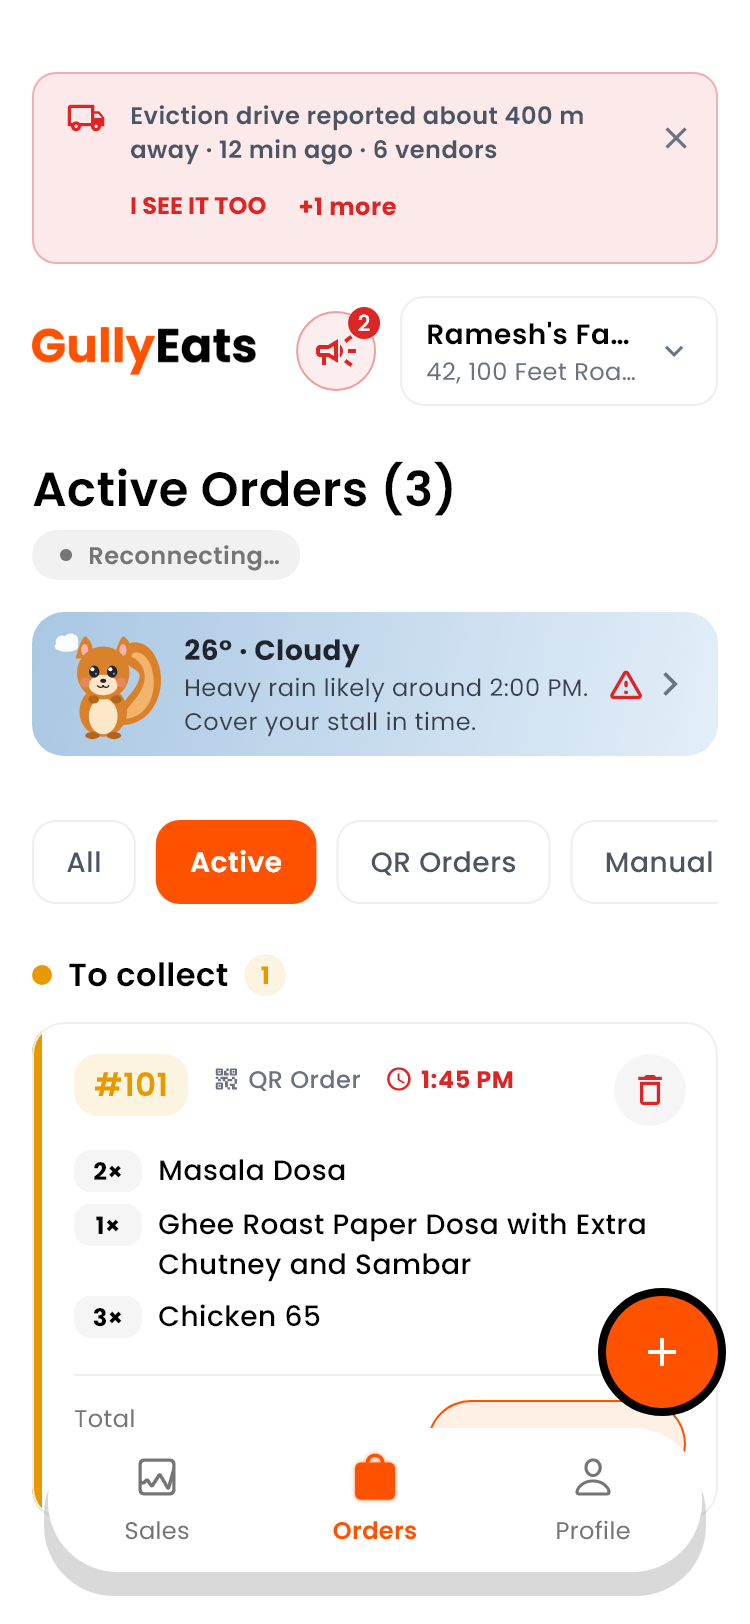 Eviction drive reported about 400 m
away · 12 min ago · 6 vendors
I SEE IT TOO +1 more
GullyEats
2
Ramesh's Fa...
42, 100 Feet Roa...
Active Orders (3)
Reconnecting...
26° · Cloudy
Heavy rain likely around 2:00 PM.
Cover your stall in time.
All Active QR Orders Manual
To collect 1
#101 QR Order 1:45 PM
2× Masala Dosa
1× Ghee Roast Paper Dosa with Extra
Chutney and Sambar
3× Chicken 65
Total
Sales Orders Profile